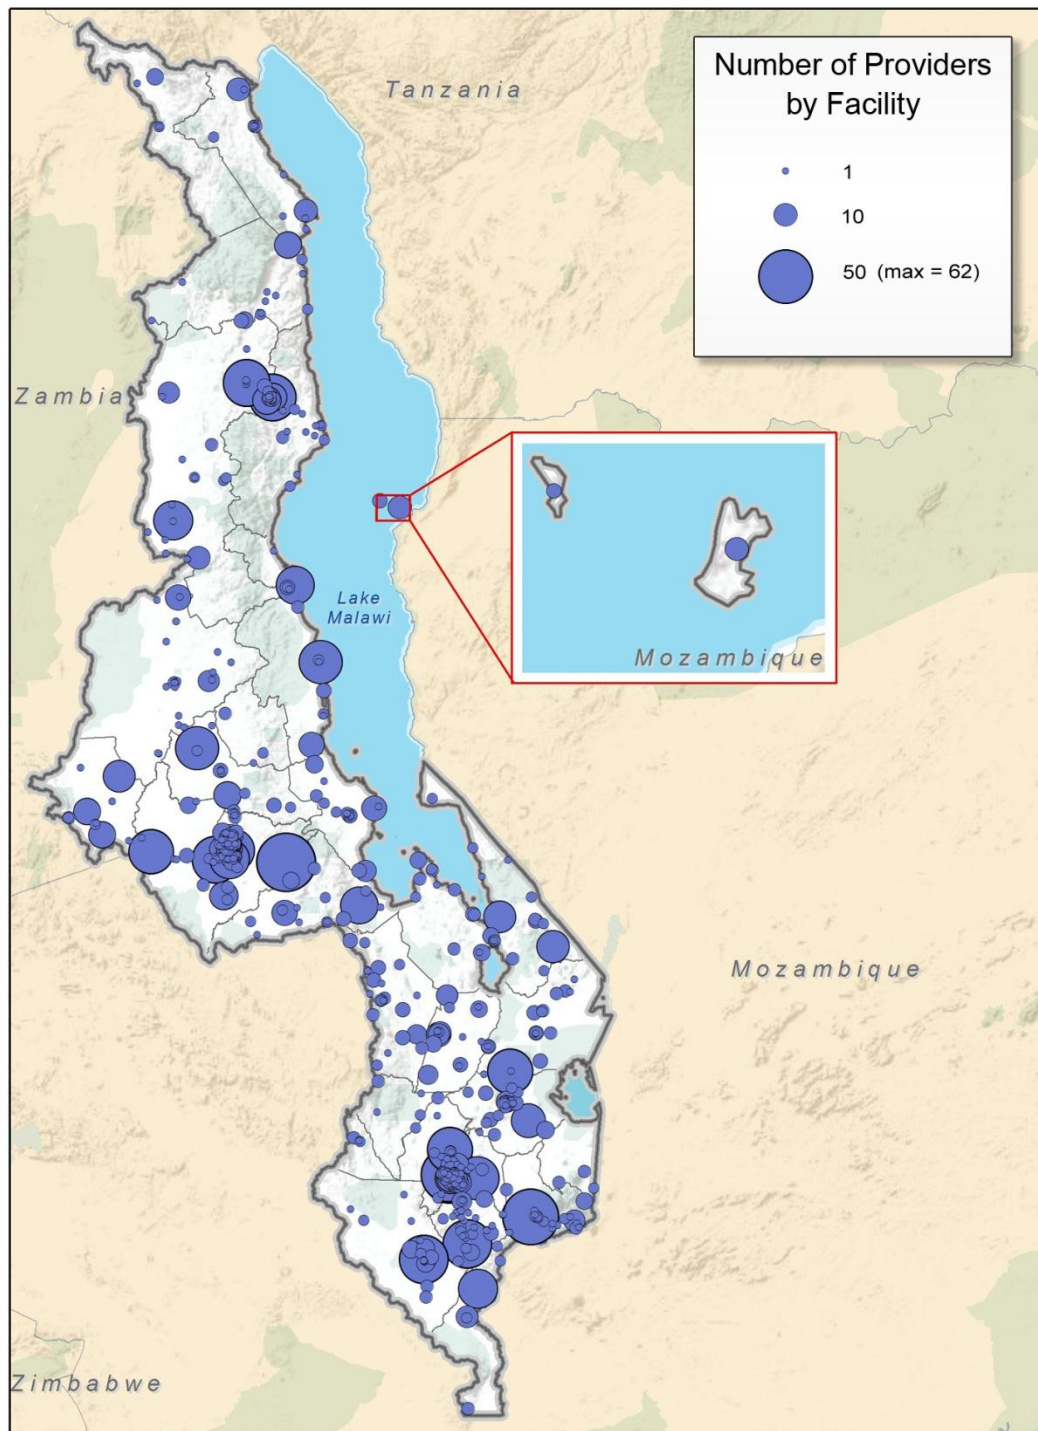 Number of Providers
by Facility
1
10
50 (max = 62)
Tanzania
Zambia
Lake
Malawi
Mozambique
Mozambique
Zimbabwe